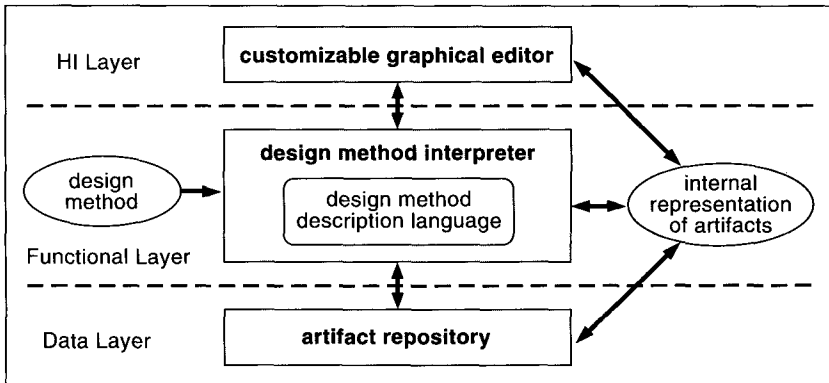 HI Layer
customizable graphical editor
design method interpreter
design
method
design method
description language
internal
representation
of artifacts
Functional Layer
Data Layer
artifact repository